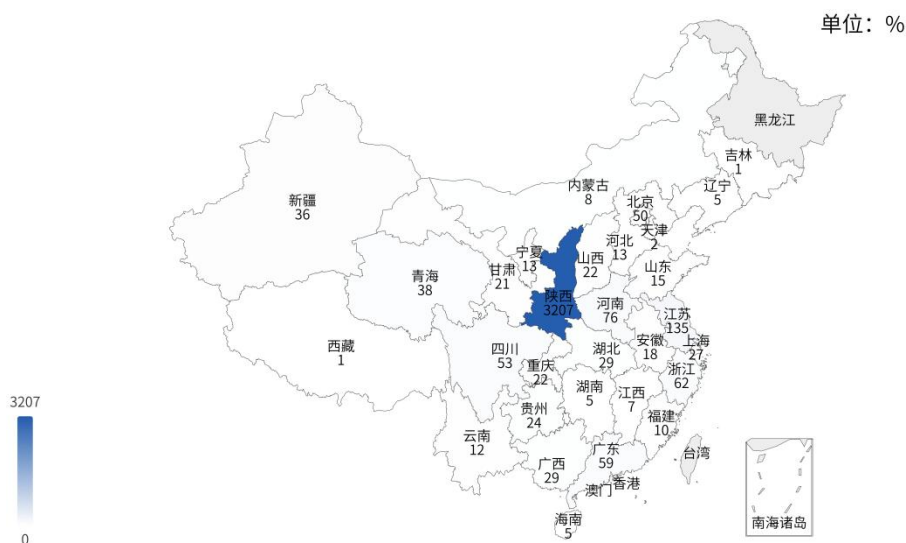 单位：%
黑龙江
吉林
1
内蒙古
8
辽宁
5
新疆
36
北京
50
天津
2
河北
13
宁夏
13
山西
22
甘肃
21
山东
15
青海
38
陕西
3207
河南
76
江苏
135
西藏
1
四川
53
湖北
29
安徽
18
上海
27
重庆
22
浙江
62
湖南
5
江西
7
3207
贵州
24
福建
10
云南
12
广西
29
广东
59
台湾
澳门
香港
海南
5
南海诸岛
0